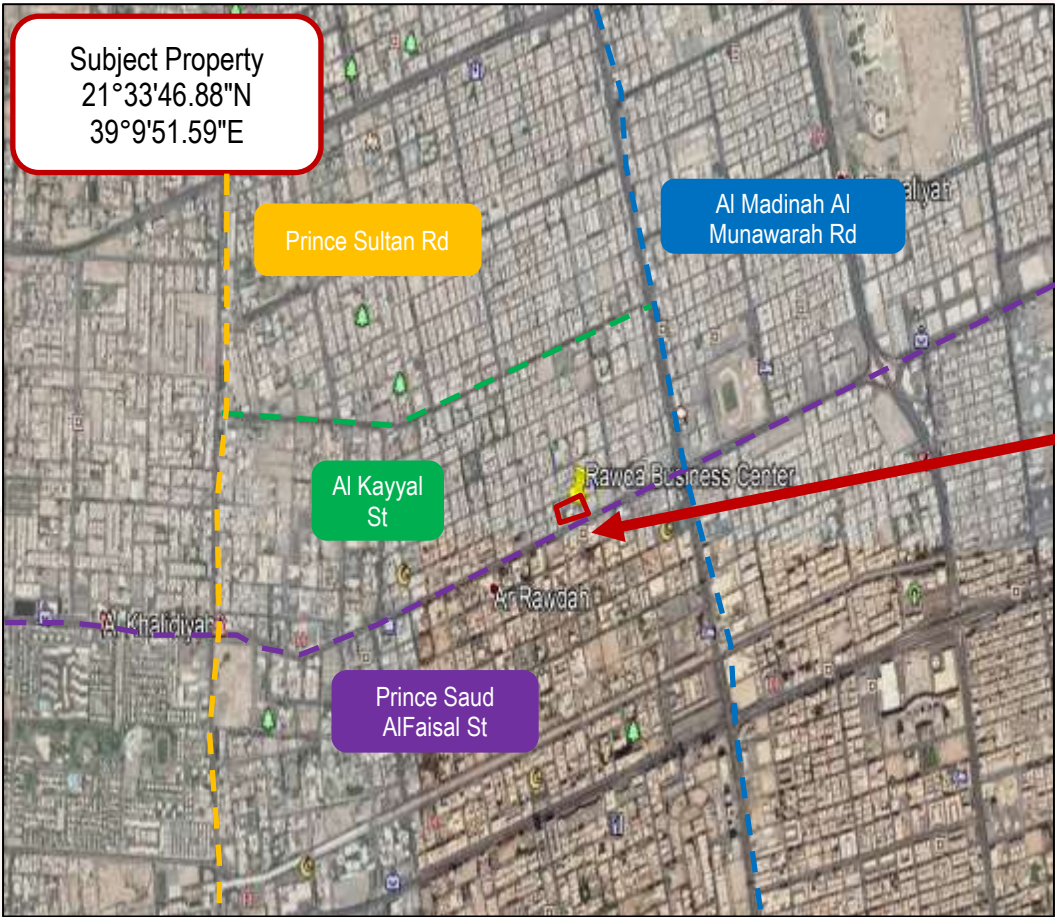 Subject Property
21°33'46.88"N
39°9'51.59"E
Prince Sultan Rd
Al Madinah Al
Munawarah Rd
Al Kayyal
St
Rawda Business Center
Ar Rawdah
Al Khalidiyah
Prince Saud
AlFaisal St